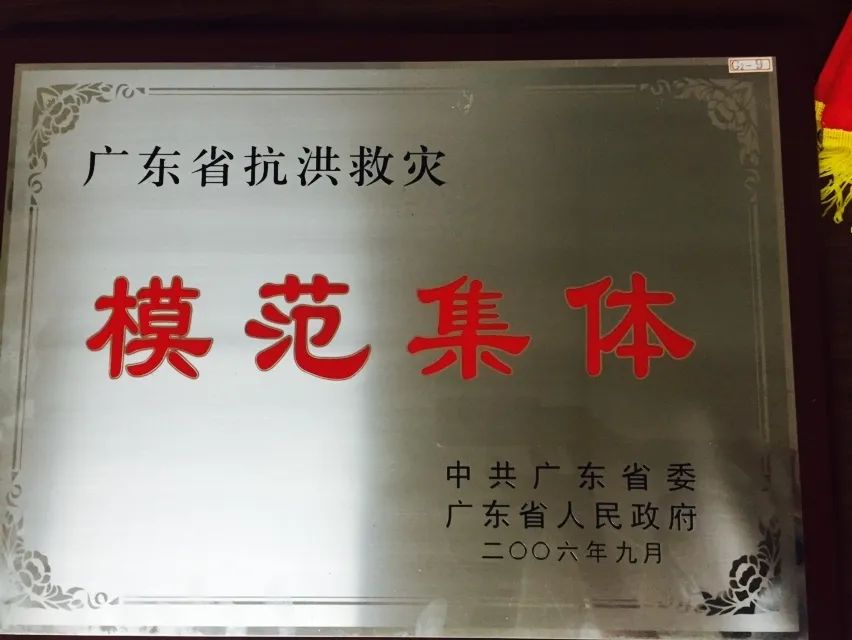 广东省抗洪救灾
模范集体
中共广东省委
广东省人民政府
二〇〇六年九月